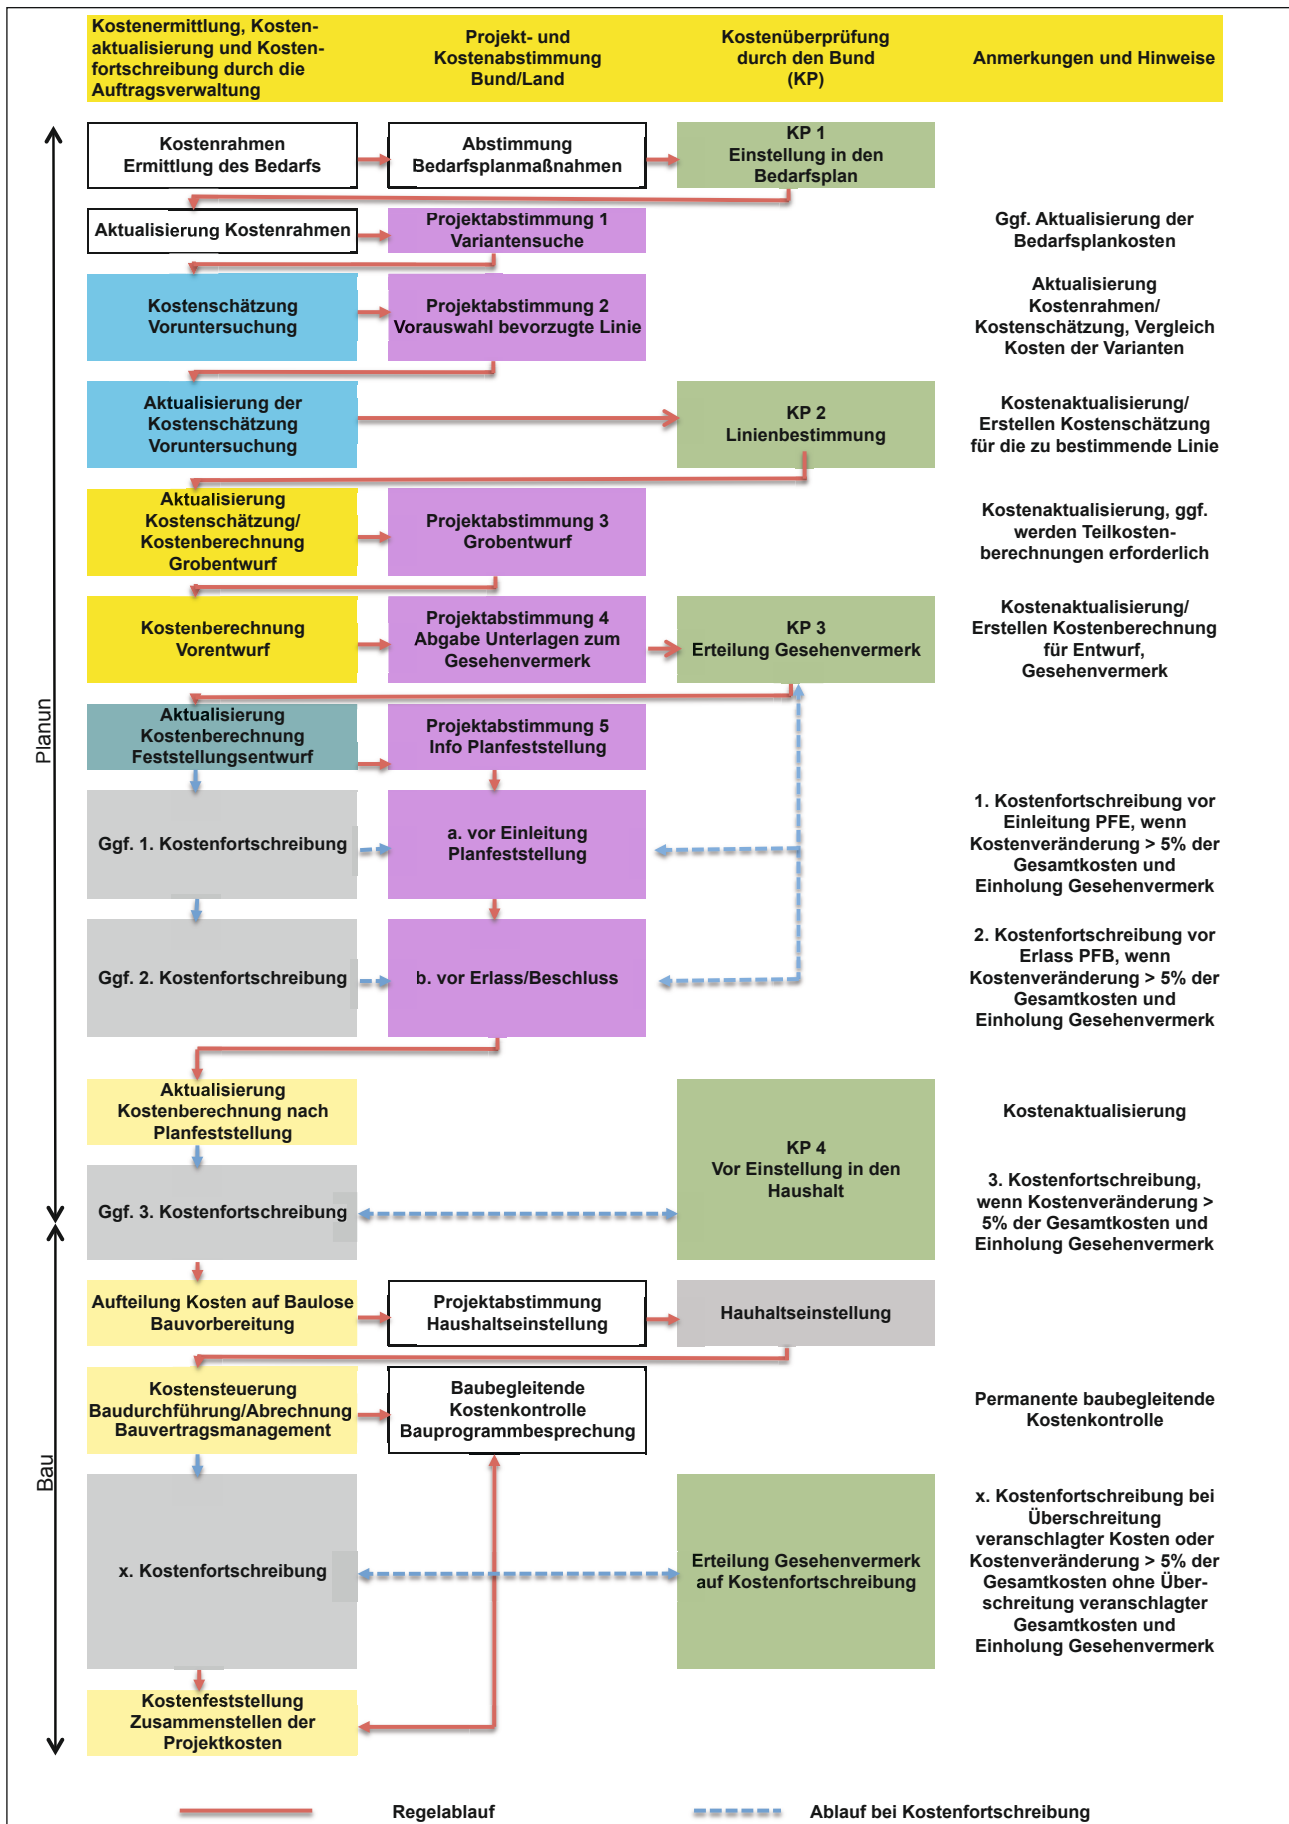 Kostenermittlung, Kosten-
aktualisierung und Kosten-
fortschreibung durch die
Auftragsverwaltung
Projekt- und
Kostenabstimmung
Bund/Land
Kostenüberprüfung
durch den Bund
(KP)
Anmerkungen und Hinweise
Planun
Kostenrahmen
Ermittlung des Bedarfs
Abstimmung
Bedarfsplanmaßnahmen
KP 1
Einstellung in den
Bedarfsplan
Aktualisierung Kostenrahmen
Projektabstimmung 1
Variantensuche
Ggf. Aktualisierung der
Bedarfsplankosten
Kostenschätzung
Voruntersuchung
Projektabstimmung 2
Vorauswahl bevorzugte Linie
Aktualisierung
Kostenrahmen/
Kostenschätzung, Vergleich
Kosten der Varianten
Aktualisierung der
Kostenschätzung
Voruntersuchung
KP 2
Linienbestimmung
Kostenaktualisierung/
Erstellen Kostenschätzung
für die zu bestimmende Linie
Aktualisierung
Kostenschätzung/
Kostenberechnung
Grobentwurf
Projektabstimmung 3
Grobentwurf
Kostenaktualisierung, ggf.
werden Teilkosten-
berechnungen erforderlich
Kostenberechnung
Vorentwurf
Projektabstimmung 4
Abgabe Unterlagen zum
Gesehenvermerk
KP 3
Erteilung Gesehenvermerk
Kostenaktualisierung/
Erstellen Kostenberechnung
für Entwurf,
Gesehenvermerk
Aktualisierung
Kostenberechnung
Feststellungsentwurf
Projektabstimmung 5
Info Planfeststellung
Ggf. 1. Kostenfortschreibung
a. vor Einleitung
Planfeststellung
1. Kostenfortschreibung vor
Einleitung PFE, wenn
Kostenveränderung > 5% der
Gesamtkosten und
Einholung Gesehenvermerk
Ggf. 2. Kostenfortschreibung
b. vor Erlass/Beschluss
2. Kostenfortschreibung vor
Erlass PFB, wenn
Kostenveränderung > 5% der
Gesamtkosten und
Einholung Gesehenvermerk
Aktualisierung
Kostenberechnung nach
Planfeststellung
KP 4
Vor Einstellung in den
Haushalt
Kostenaktualisierung
Ggf. 3. Kostenfortschreibung
3. Kostenfortschreibung,
wenn Kostenveränderung >
5% der Gesamtkosten und
Einholung Gesehenvermerk
Bau
Aufteilung Kosten auf Baulose
Bauvorbereitung
Projektabstimmung
Haushaltseinstellung
Hauhaltseinstellung
Kostensteuerung
Baudurchführung/Abrechnung
Bauvertragsmanagement
Baubegleitende
Kostenkontrolle
Bauprogrammbesprechung
Permanente baubegleitende
Kostenkontrolle
x. Kostenfortschreibung
Erteilung Gesehenvermerk
auf Kostenfortschreibung
x. Kostenfortschreibung bei
Überschreitung
veranschlagter Kosten oder
Kostenveränderung > 5% der
Gesamtkosten ohne Über-
schreitung veranschlagter
Gesamtkosten und
Einholung Gesehenvermerk
Kostenfeststellung
Zusammenstellen der
Projektkosten
Regelablauf
Ablauf bei Kostenfortschreibung